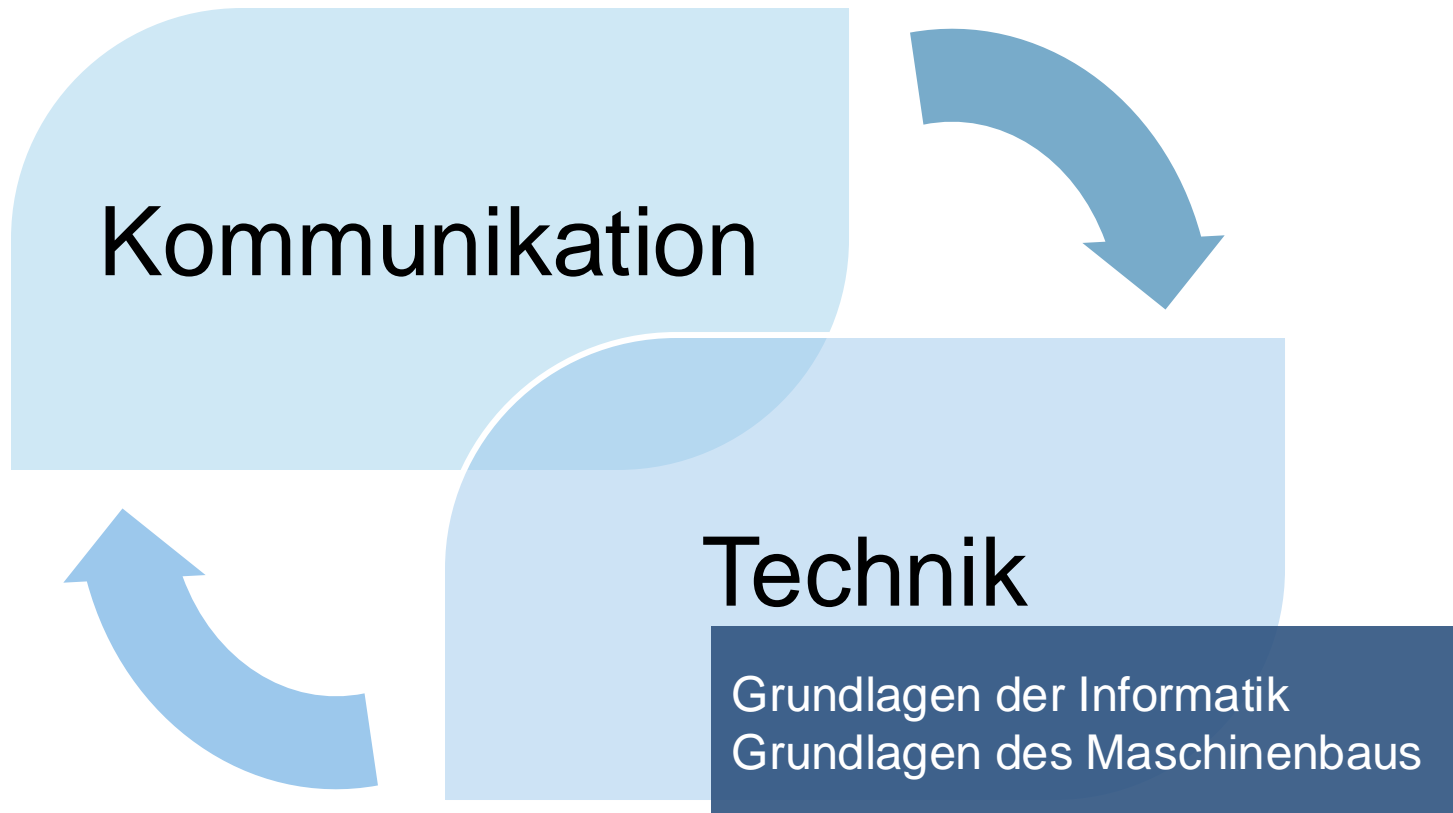 Kommunikation
Technik
Grundlagen der Informatik
Grundlagen des Maschinenbaus